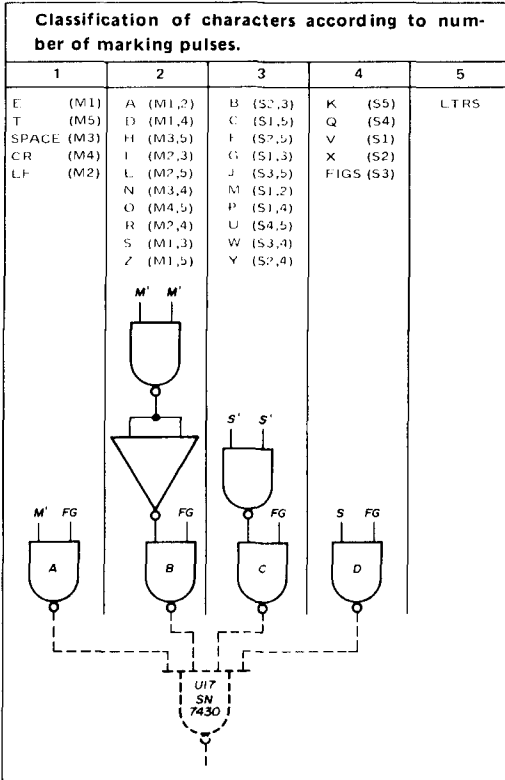 Classification of characters according to num-
ber of marking pulses.
1 2 3 4 5
E (M1) A (M1,2) B (S2,3) K (S5) LTRS
T (M5) D (M1,4) C (S1,5) Q (S4)
SPACE (M3) H (M3,5) F (S2,5) V (S1)
CR (M4) I (M2,3) G (S1,3) X (S2)
LF (M2) L (M2,5) J (S3,5) FIGS (S3)
N (M3,4) M (S1,2)
O (M4,5) P (S1,4)
R (M2,4) U (S4,5)
S (M1,3) W (S3,4)
Z (M1,5) Y (S2,4)
M' M'
S' S'
M' FG FG FG S FG
A B C D
U17
SN
7430